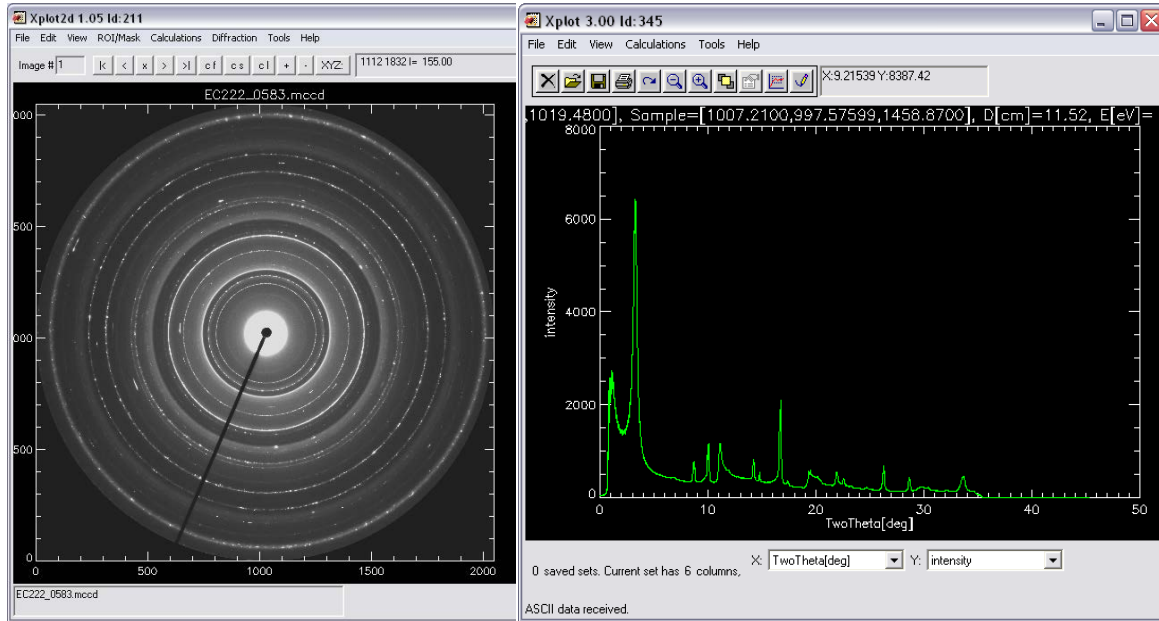 Xplot2d 1.05 Id:211
File Edit View ROI/Mask Calculations Diffraction Tools Help
Image # 1 |< < x > >| cf cs cl + - XYZ: 1112 1832 I= 155.00
EC222_0583.mccd
000
500
000
500
0
0 500 1000 1500 2000
EC222_0583.mccd
Xplot 3.00 Id:345
File Edit View Calculations Tools Help
X:9.21539 Y:8387.42
,1019.4800], Sample=[1007.2100,997.57599,1458.8700], D[cm]=11.52, E[eV]=
8000
6000
4000
2000
0
intensity
0 10 20 30 40 50
TwoTheta[deg]
X: TwoTheta[deg] Y: intensity
0 saved sets. Current set has 6 columns,
ASCII data received.